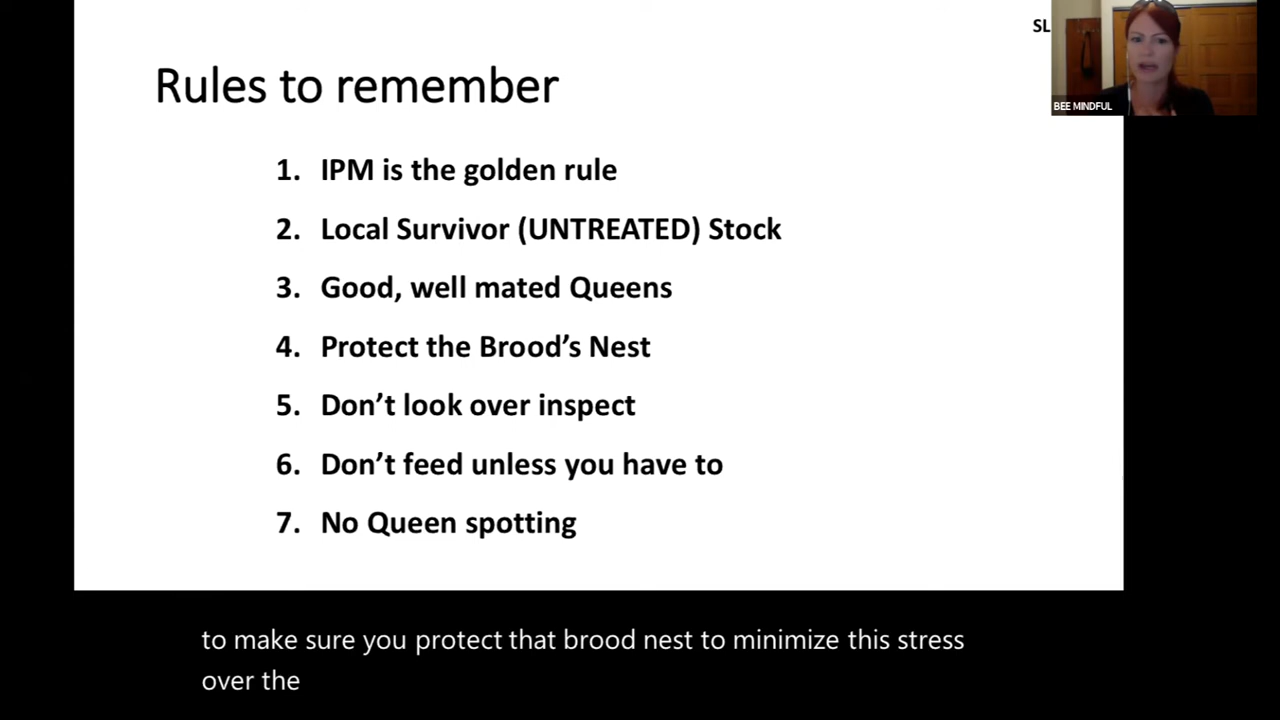 SL
BEE MINDFUL
Rules to remember
1. IPM is the golden rule
2. Local Survivor (UNTREATED) Stock
3. Good, well mated Queens
4. Protect the Brood’s Nest
5. Don’t look over inspect
6. Don’t feed unless you have to
7. No Queen spotting
to make sure you protect that brood nest to minimize this stress
over the